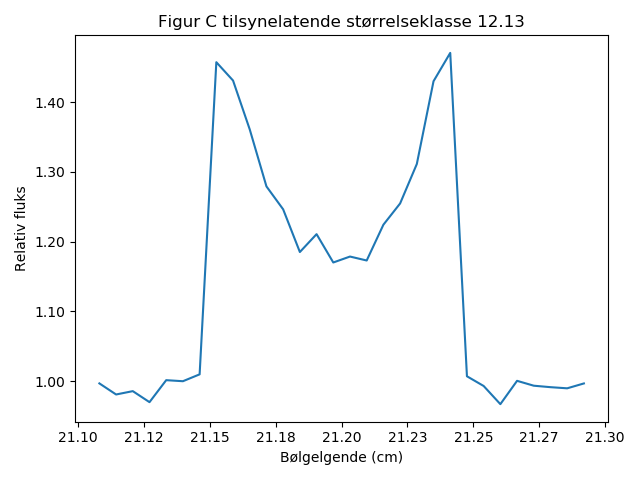 Figur C tilsynelatende størrelseklasse 12.13
Relativ fluks
1.40
1.30
1.20
1.10
1.00
21.10 21.12 21.15 21.18 21.20 21.23 21.25 21.27 21.30
Bølgelgende (cm)